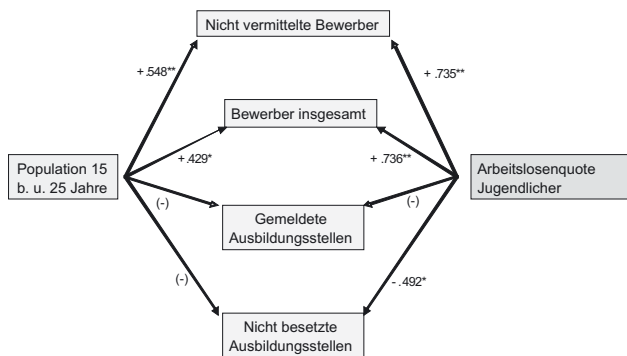 Nicht vermittelte Bewerber
+ .548**
+ .735**
Bewerber insgesamt
+.429*
+ .736**
Population 15
b. u. 25 Jahre
Arbeitslosenquote
Jugendlicher
(-)
(-)
Gemeldete
Ausbildungsstellen
(-)
- .492*
Nicht besetzte
Ausbildungsstellen